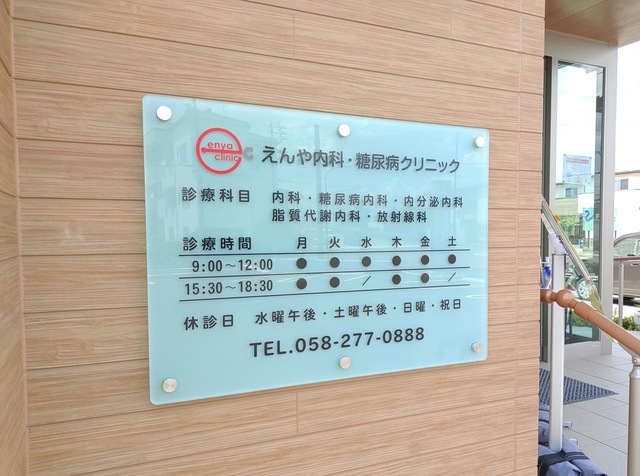 enya
clinic
えんや内科・糖尿病クリニック
診療科目 内科・糖尿病内科・内分泌内科
脂質代謝内科・放射線科
診療時間 月 火 水 木 金 土
9:00～12:00 ● ● ● ● ● ●
15:30～18:30 ● ● / ● ● /
休診日 水曜午後・土曜午後・日曜・祝日
TEL.058-277-0888